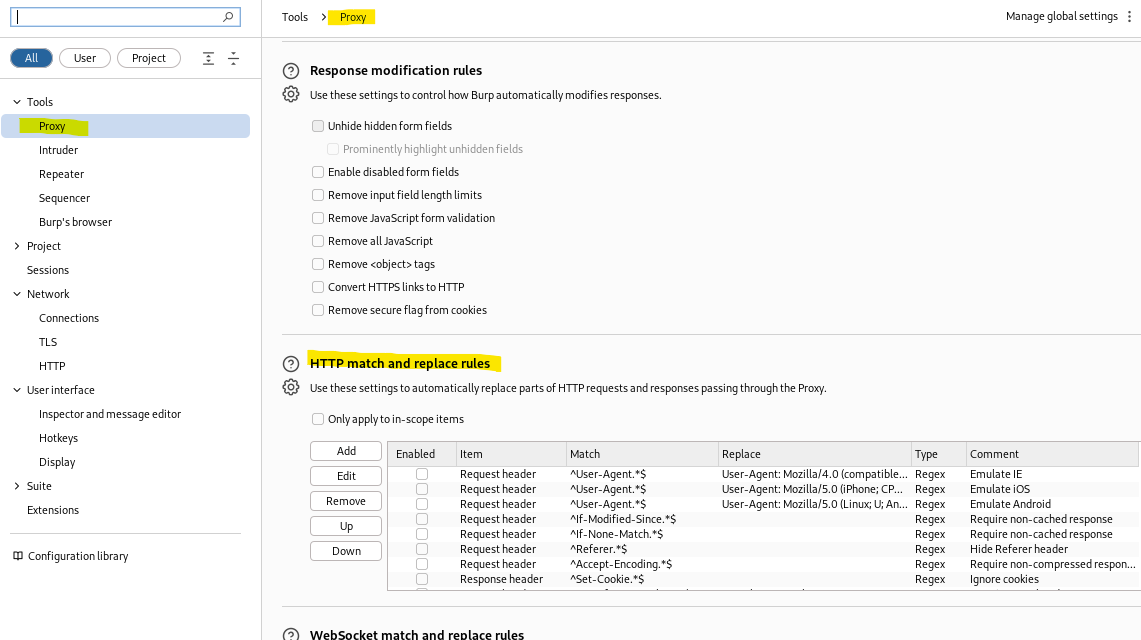 Tools > Proxy
Manage global settings
All
User
Project
Tools
Proxy
Intruder
Repeater
Sequencer
Burp's browser
Project
Sessions
Network
Connections
TLS
HTTP
User interface
Inspector and message editor
Hotkeys
Display
Suite
Extensions
Configuration library
Response modification rules
Use these settings to control how Burp automatically modifies responses.
Unhide hidden form fields
Prominently highlight unhidden fields
Enable disabled form fields
Remove input field length limits
Remove JavaScript form validation
Remove all JavaScript
Remove <object> tags
Convert HTTPS links to HTTP
Remove secure flag from cookies
HTTP match and replace rules
Use these settings to automatically replace parts of HTTP requests and responses passing through the Proxy.
Only apply to in-scope items
Add
Edit
Remove
Up
Down
Enabled Item Match Replace Type Comment
Request header ^User-Agent.*$ User-Agent: Mozilla/4.0 (compatible... Regex Emulate IE
Request header ^User-Agent.*$ User-Agent: Mozilla/5.0 (iPhone; CP... Regex Emulate iOS
Request header ^User-Agent.*$ User-Agent: Mozilla/5.0 (Linux; U; An... Regex Emulate Android
Request header ^If-Modified-Since.*$ Regex Require non-cached response
Request header ^If-None-Match.*$ Regex Require non-cached response
Request header ^Referer.*$ Regex Hide Referer header
Request header ^Accept-Encoding.*$ Regex Require non-compressed respon...
Response header ^Set-Cookie.*$ Regex Ignore cookies
WebSocket match and replace rules